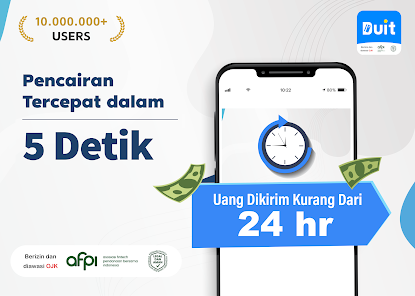 10.000.000+
USERS
Duit
Pencairan
Tercepat dalam
5 Detik
10:22
80%
Uang Dikirim Kurang Dari
24 hr
Berizin dan
diawasi OJK
afpi